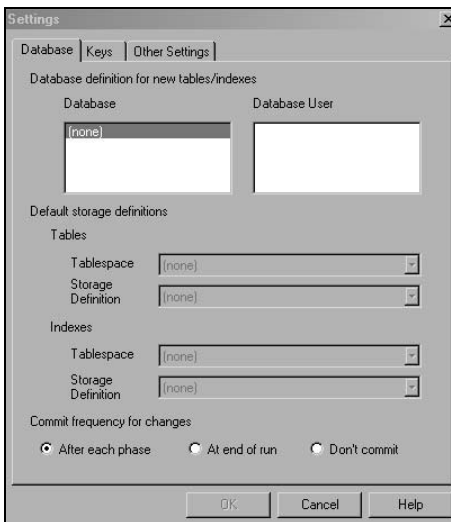 Settings
Database Keys Other Settings
Database definition for new tables/indexes
Database Database User
(none)
Default storage definitions
Tables
Tablespace (none)
Storage Definition (none)
Indexes
Tablespace (none)
Storage Definition (none)
Commit frequency for changes
After each phase At end of run Don't commit
OK Cancel Help